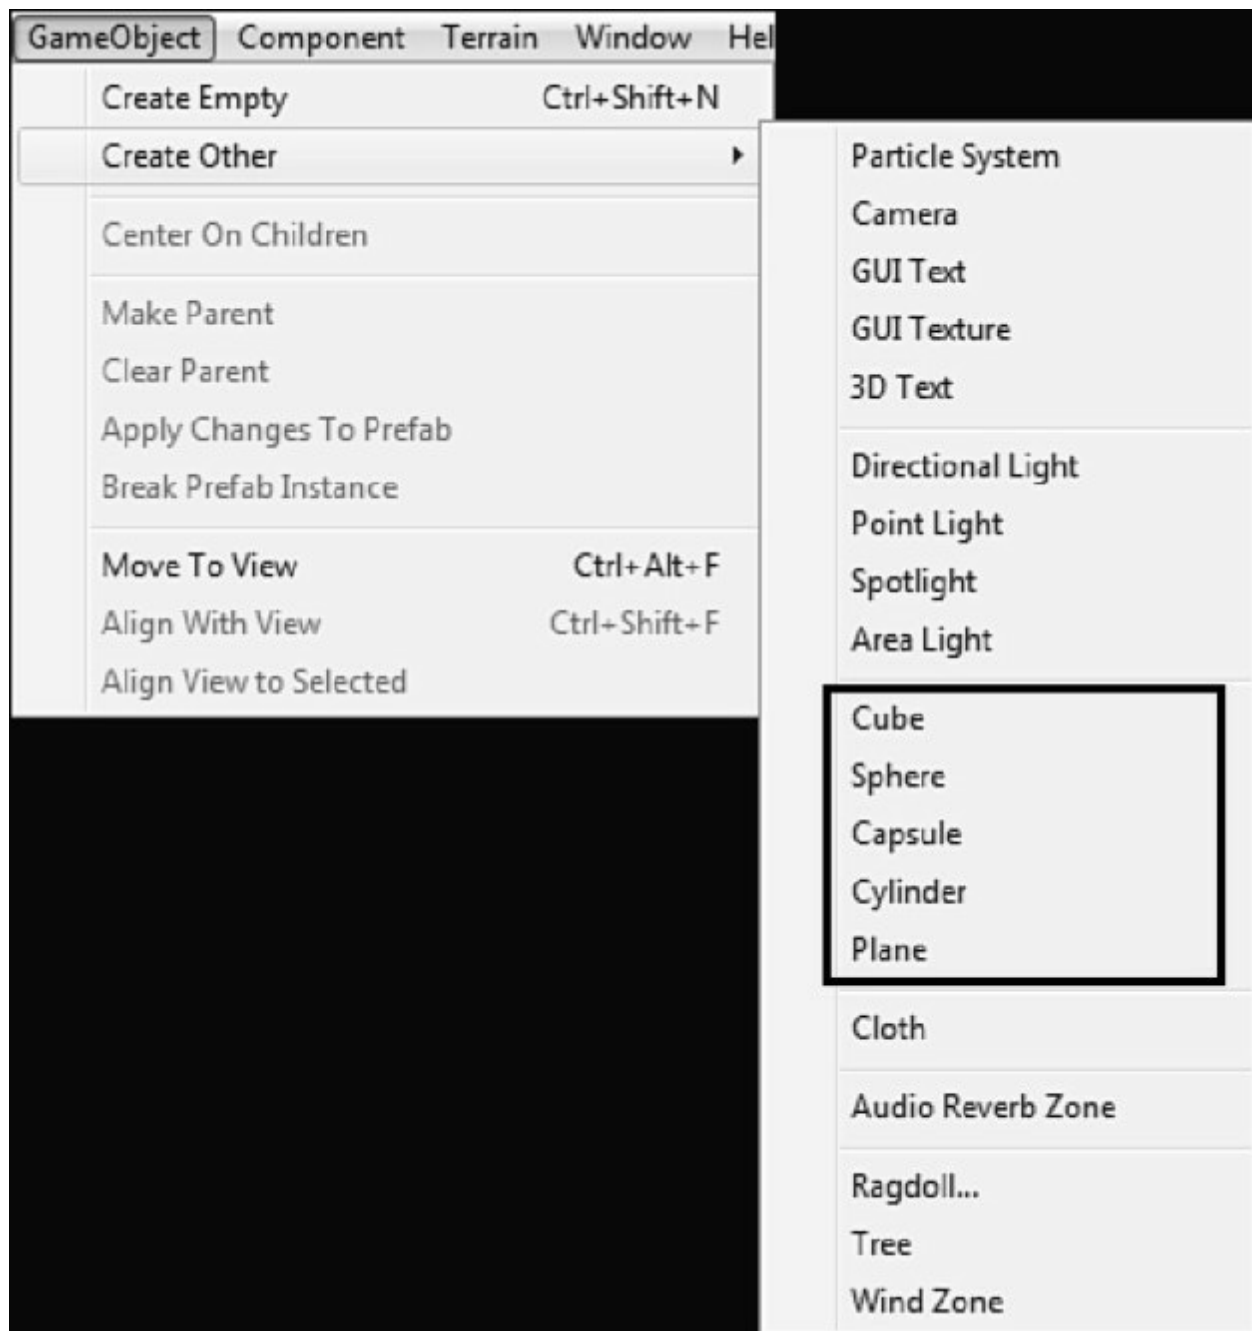 GameObject Component Terrain Window Hel
Create Empty Ctrl+Shift+N
Create Other
Center On Children
Make Parent
Clear Parent
Apply Changes To Prefab
Break Prefab Instance
Move To View Ctrl+Alt+F
Align With View Ctrl+Shift+F
Align View to Selected
Particle System
Camera
GUI Text
GUI Texture
3D Text
Directional Light
Point Light
Spotlight
Area Light
Cube
Sphere
Capsule
Cylinder
Plane
Cloth
Audio Reverb Zone
Ragdoll...
Tree
Wind Zone